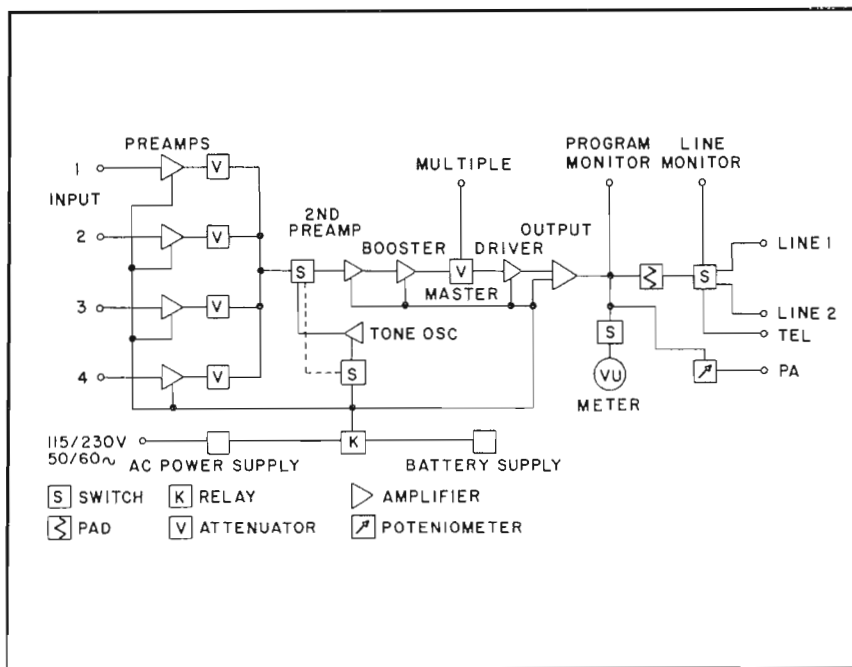 PREAMPS
PROGRAM
MONITOR
LINE
MONITOR
1
V
MULTIPLE
INPUT
2ND
PREAMP
OUTPUT
2
V
BOOSTER
DRIVER
LINE 1
S
V
S
MASTER
3
V
LINE 2
TONE OSC
S
TEL
4
V
S
VU
PA
METER
115/230V
50/60~
K
AC POWER SUPPLY
BATTERY SUPPLY
S SWITCH
K RELAY
AMPLIFIER
PAD
V ATTENUATOR
POTENIOMETER